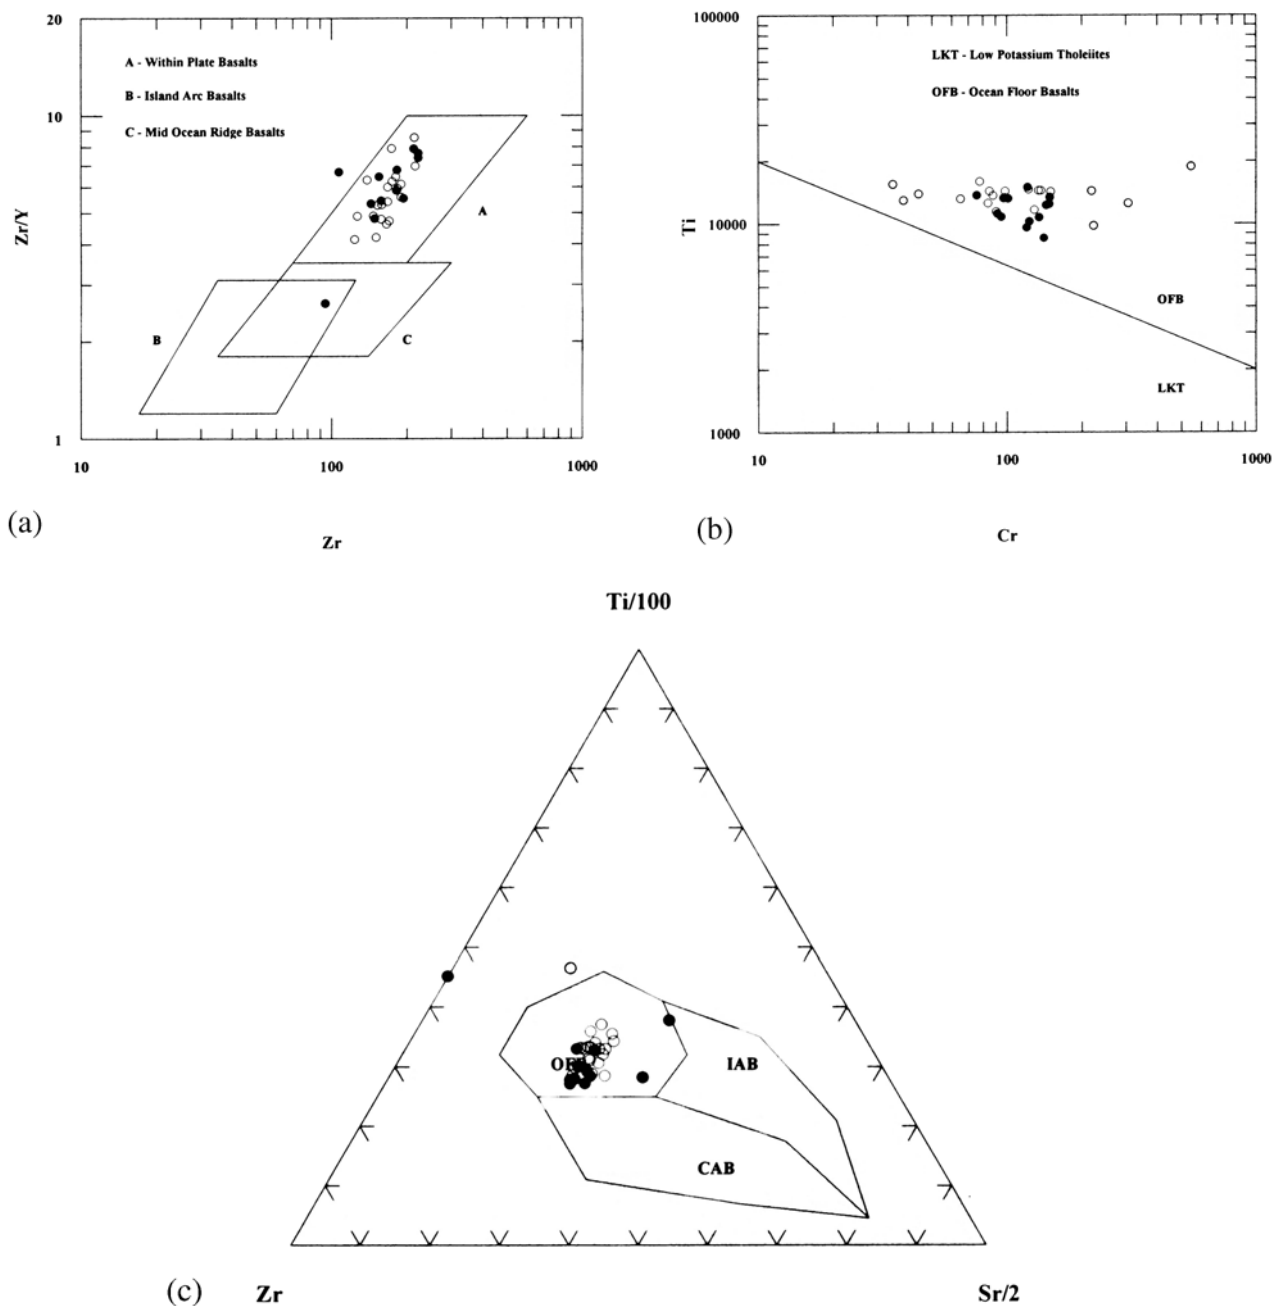 20
A - Within Plate Basalts
B - Island Arc Basalts
C - Mid Ocean Ridge Basalts
10
Zr/Y
A
B
C
1
10
100
1000
Zr
(a)
100000
LKT - Low Potassium Tholeiites
OFB - Ocean Floor Basalts
Ti
10000
OFB
LKT
1000
10
100
1000
Cr
(b)
Ti/100
IAB
CAB
Zr
Sr/2
(c)